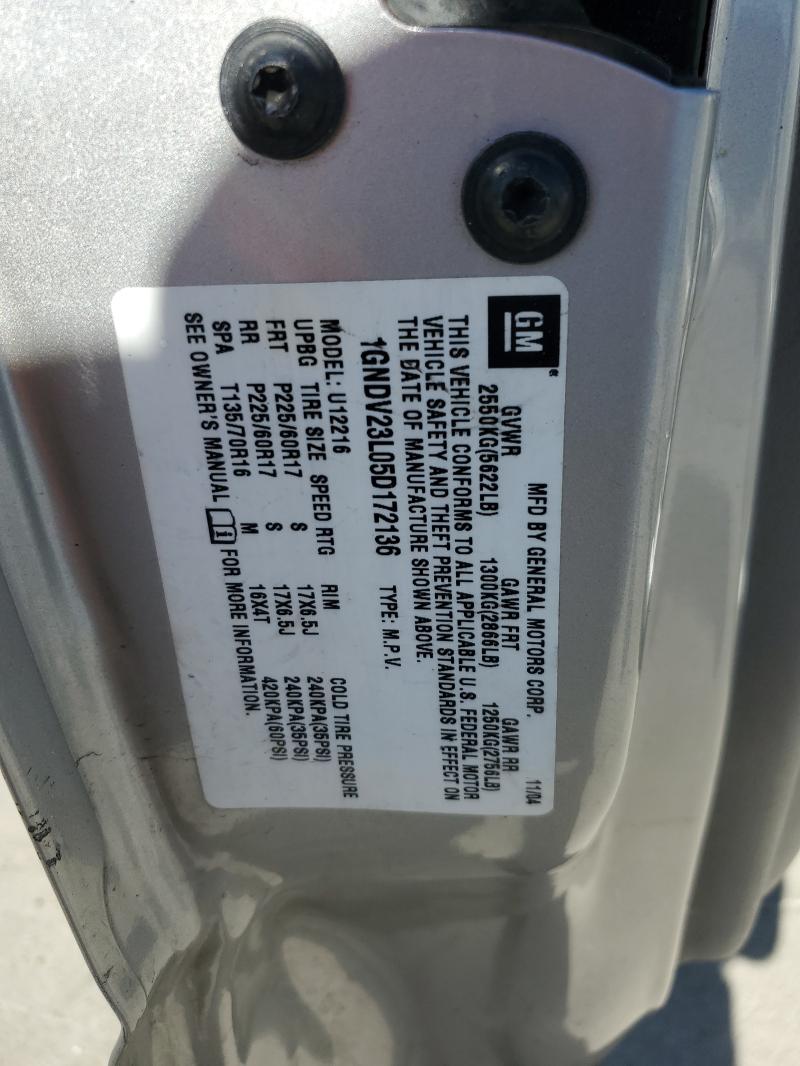 GM®
MFD BY GENERAL MOTORS CORP. 11/04
GVWR GAWR FRT GAWR RR
2550KG(5622LB) 1300KG(2866LB) 1250KG(2756LB)
THIS VEHICLE CONFORMS TO ALL APPLICABLE U.S. FEDERAL MOTOR
VEHICLE SAFETY AND THEFT PREVENTION STANDARDS IN EFFECT ON
THE DATE OF MANUFACTURE SHOWN ABOVE.
1GNDV23L05D172136 TYPE: M.P.V.
MODEL: U12216
UPBG TIRE SIZE SPEED RTG RIM COLD TIRE PRESSURE
FRT P225/60R17 S 17X6.5J 240KPA(35PSI)
RR P225/60R17 S 17X6.5J 240KPA(35PSI)
SPA T135/70R16 M 16X4T 420KPA(60PSI)
SEE OWNER'S MANUAL i FOR MORE INFORMATION.